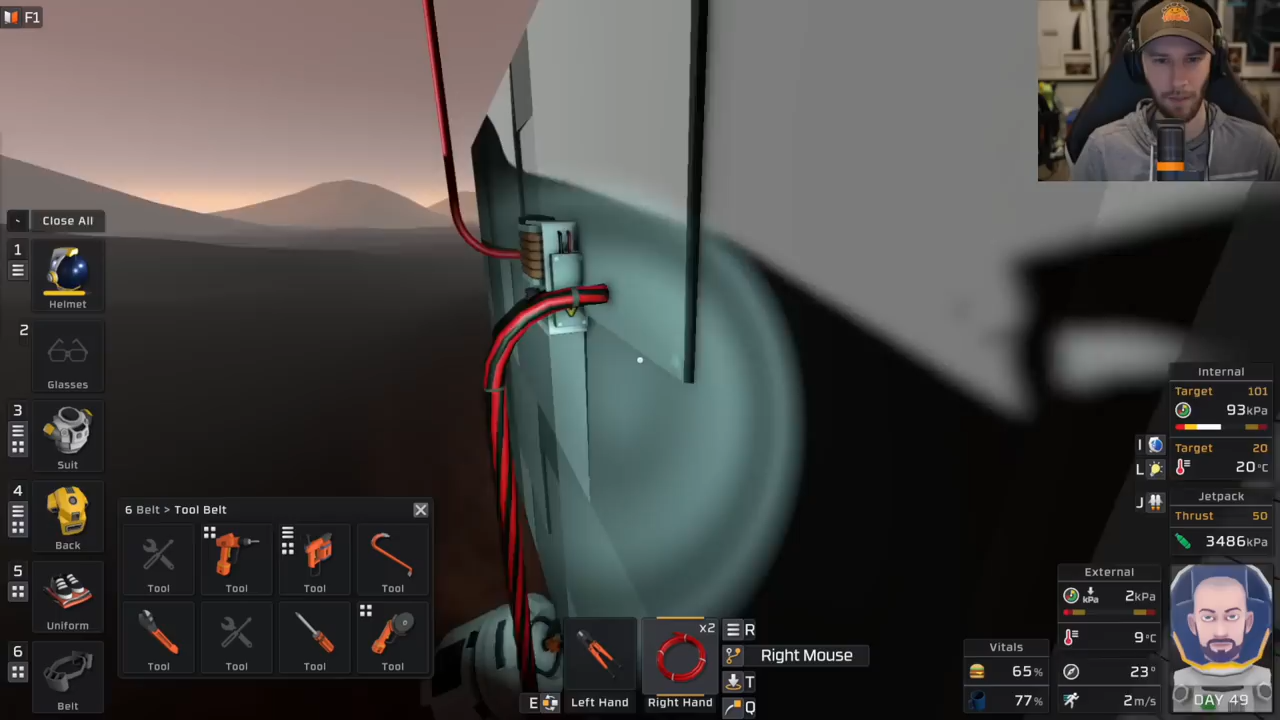 F1
Close All
1
Helmet
2
Glasses
3
Suit
4
Back
5
Uniform
6
Belt
6 Belt > Tool Belt
Tool
Tool
Tool
Tool
Tool
Tool
Tool
Tool
E
Left Hand
x2
Right Hand
R
Right Mouse
T
Q
Internal
Target 101
93kPa
Target 20
20°C
I
L
J
Jetpack
Thrust 50
3486kPa
External
kPa
2kPa
9°C
23°
2m/s
Vitals
65%
77%
DAY 49